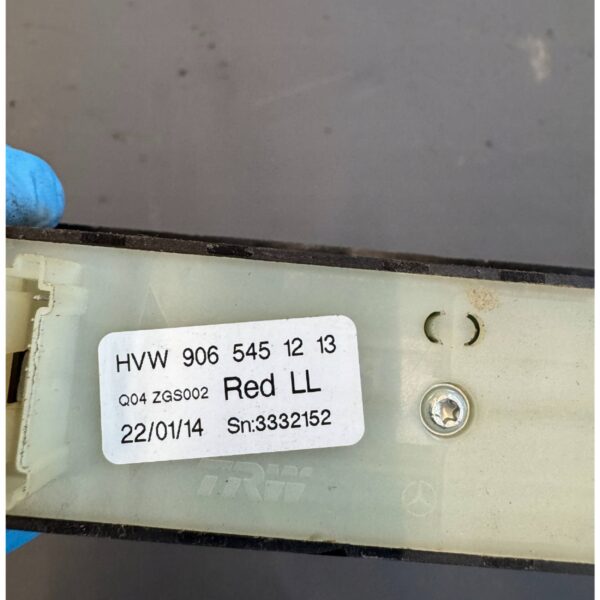 HVW 906 545 12 13
Q04 ZGS002 Red LL
22/01/14 Sn:3332152
TRW